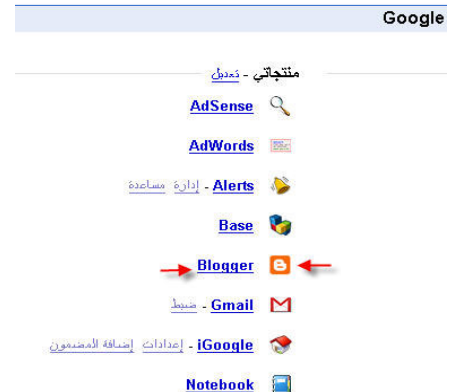 Google
منتجاتي - تعديل
AdSense
AdWords
Alerts - إدارة مساعدة
Base
Blogger
Gmail - ضبط
iGoogle - إعدادات إضافة المضمون
Notebook